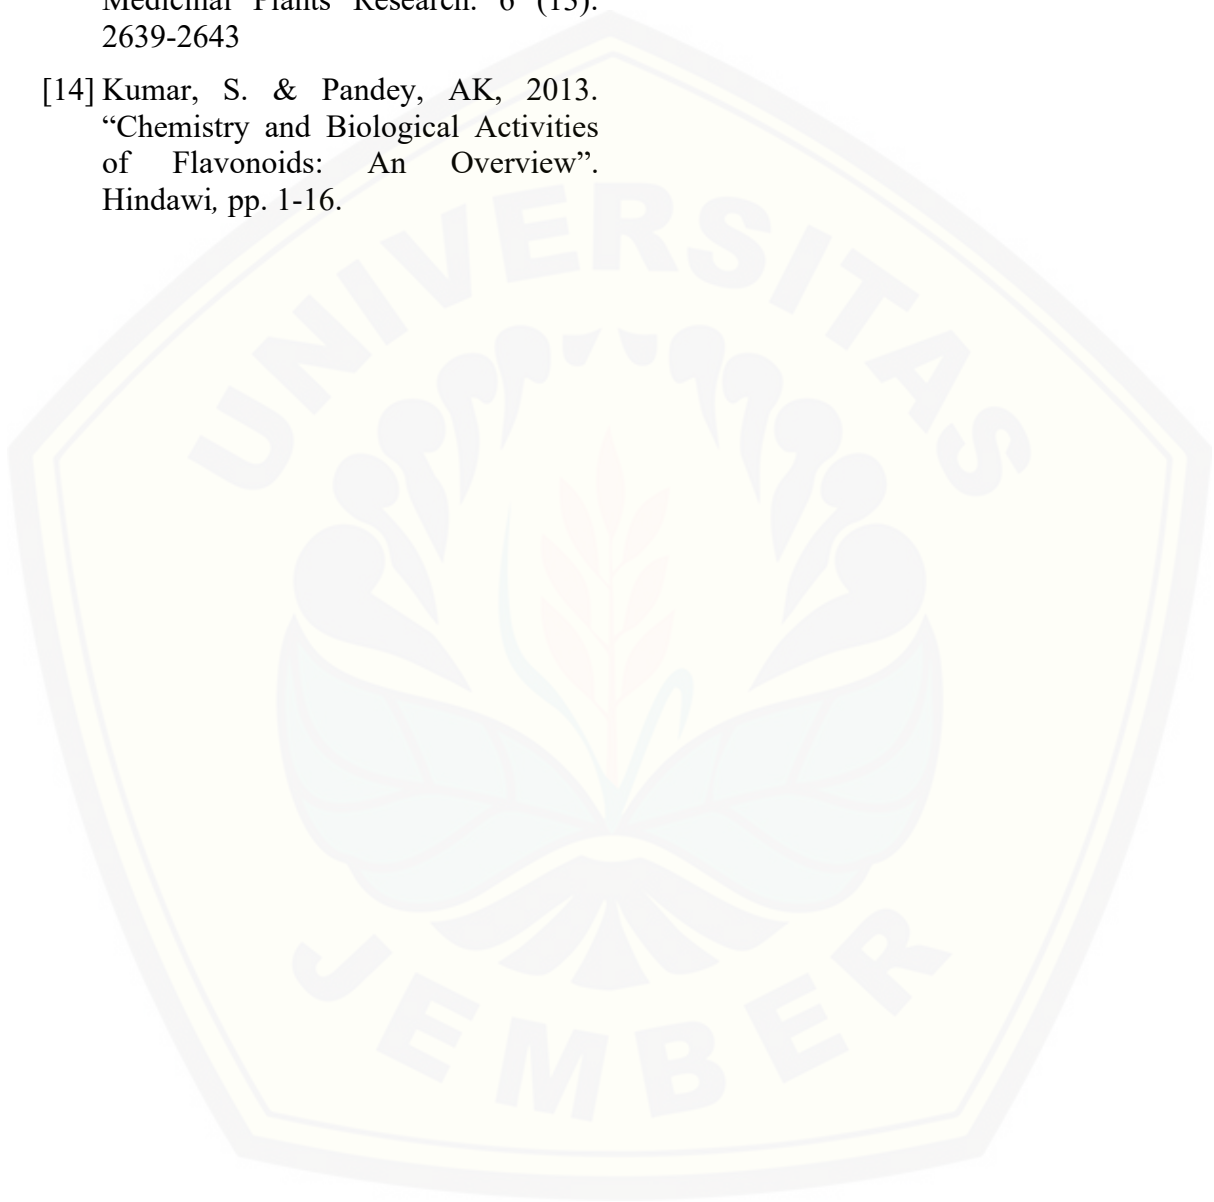 Medicinal Plants Research. 6 (13).
2639-2643
[14] Kumar, S. & Pandey, AK, 2013.
“Chemistry and Biological Activities
of Flavonoids: An Overview”.
Hindawi, pp. 1-16.
UNIVERSITAS
JEMBER